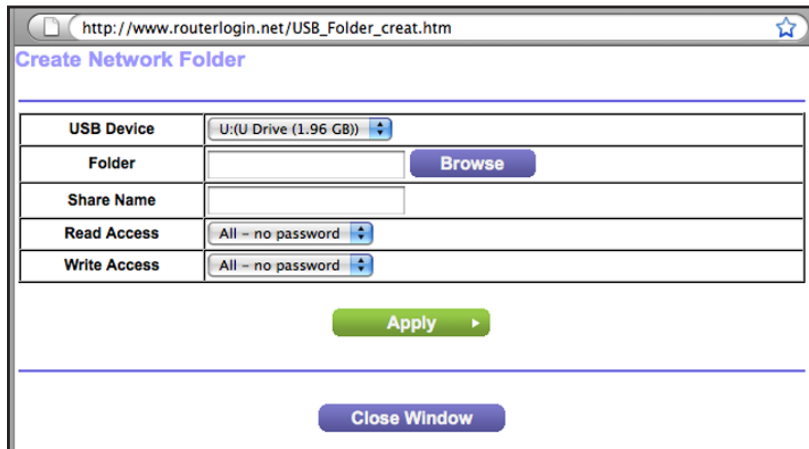 http://www.routerlogin.net/USB_Folder_creat.htm
Create Network Folder
USB Device U:(U Drive (1.96 GB))
Folder Browse
Share Name
Read Access All – no password
Write Access All – no password
Apply
Close Window